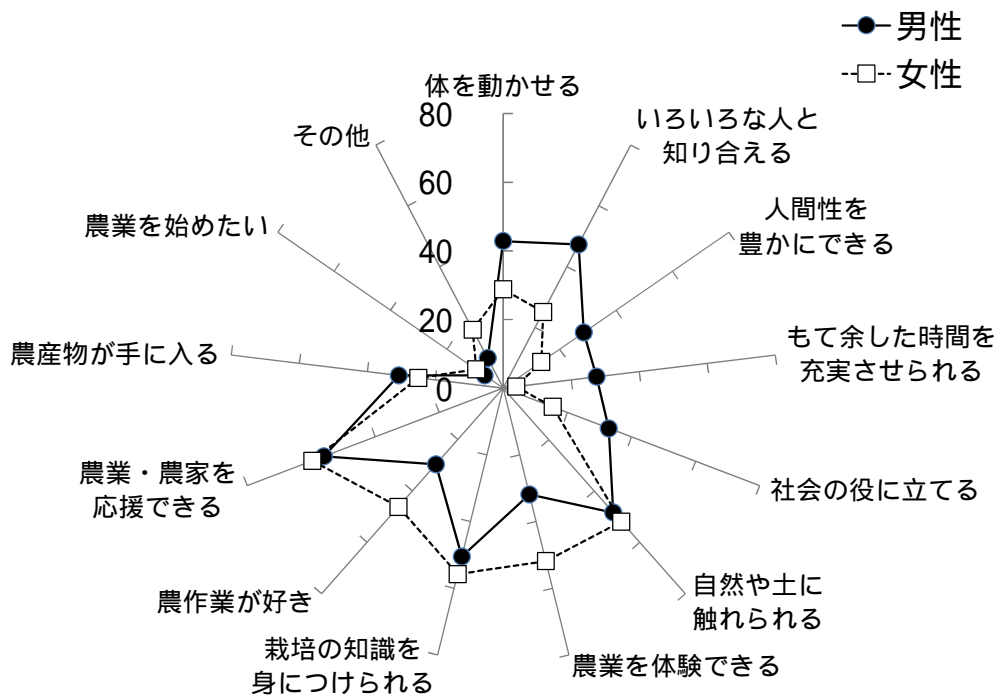 男性
女性
体を動かせる
80
60
40
20
0
いろいろな人と
知り合える
人間性を
豊かにできる
もて余した時間を
充実させられる
社会の役に立てる
自然や土に
触れられる
農業を体験できる
栽培の知識を
身につけられる
農作業が好き
農業・農家を
応援できる
農産物が手に入る
農業を始めたい
その他